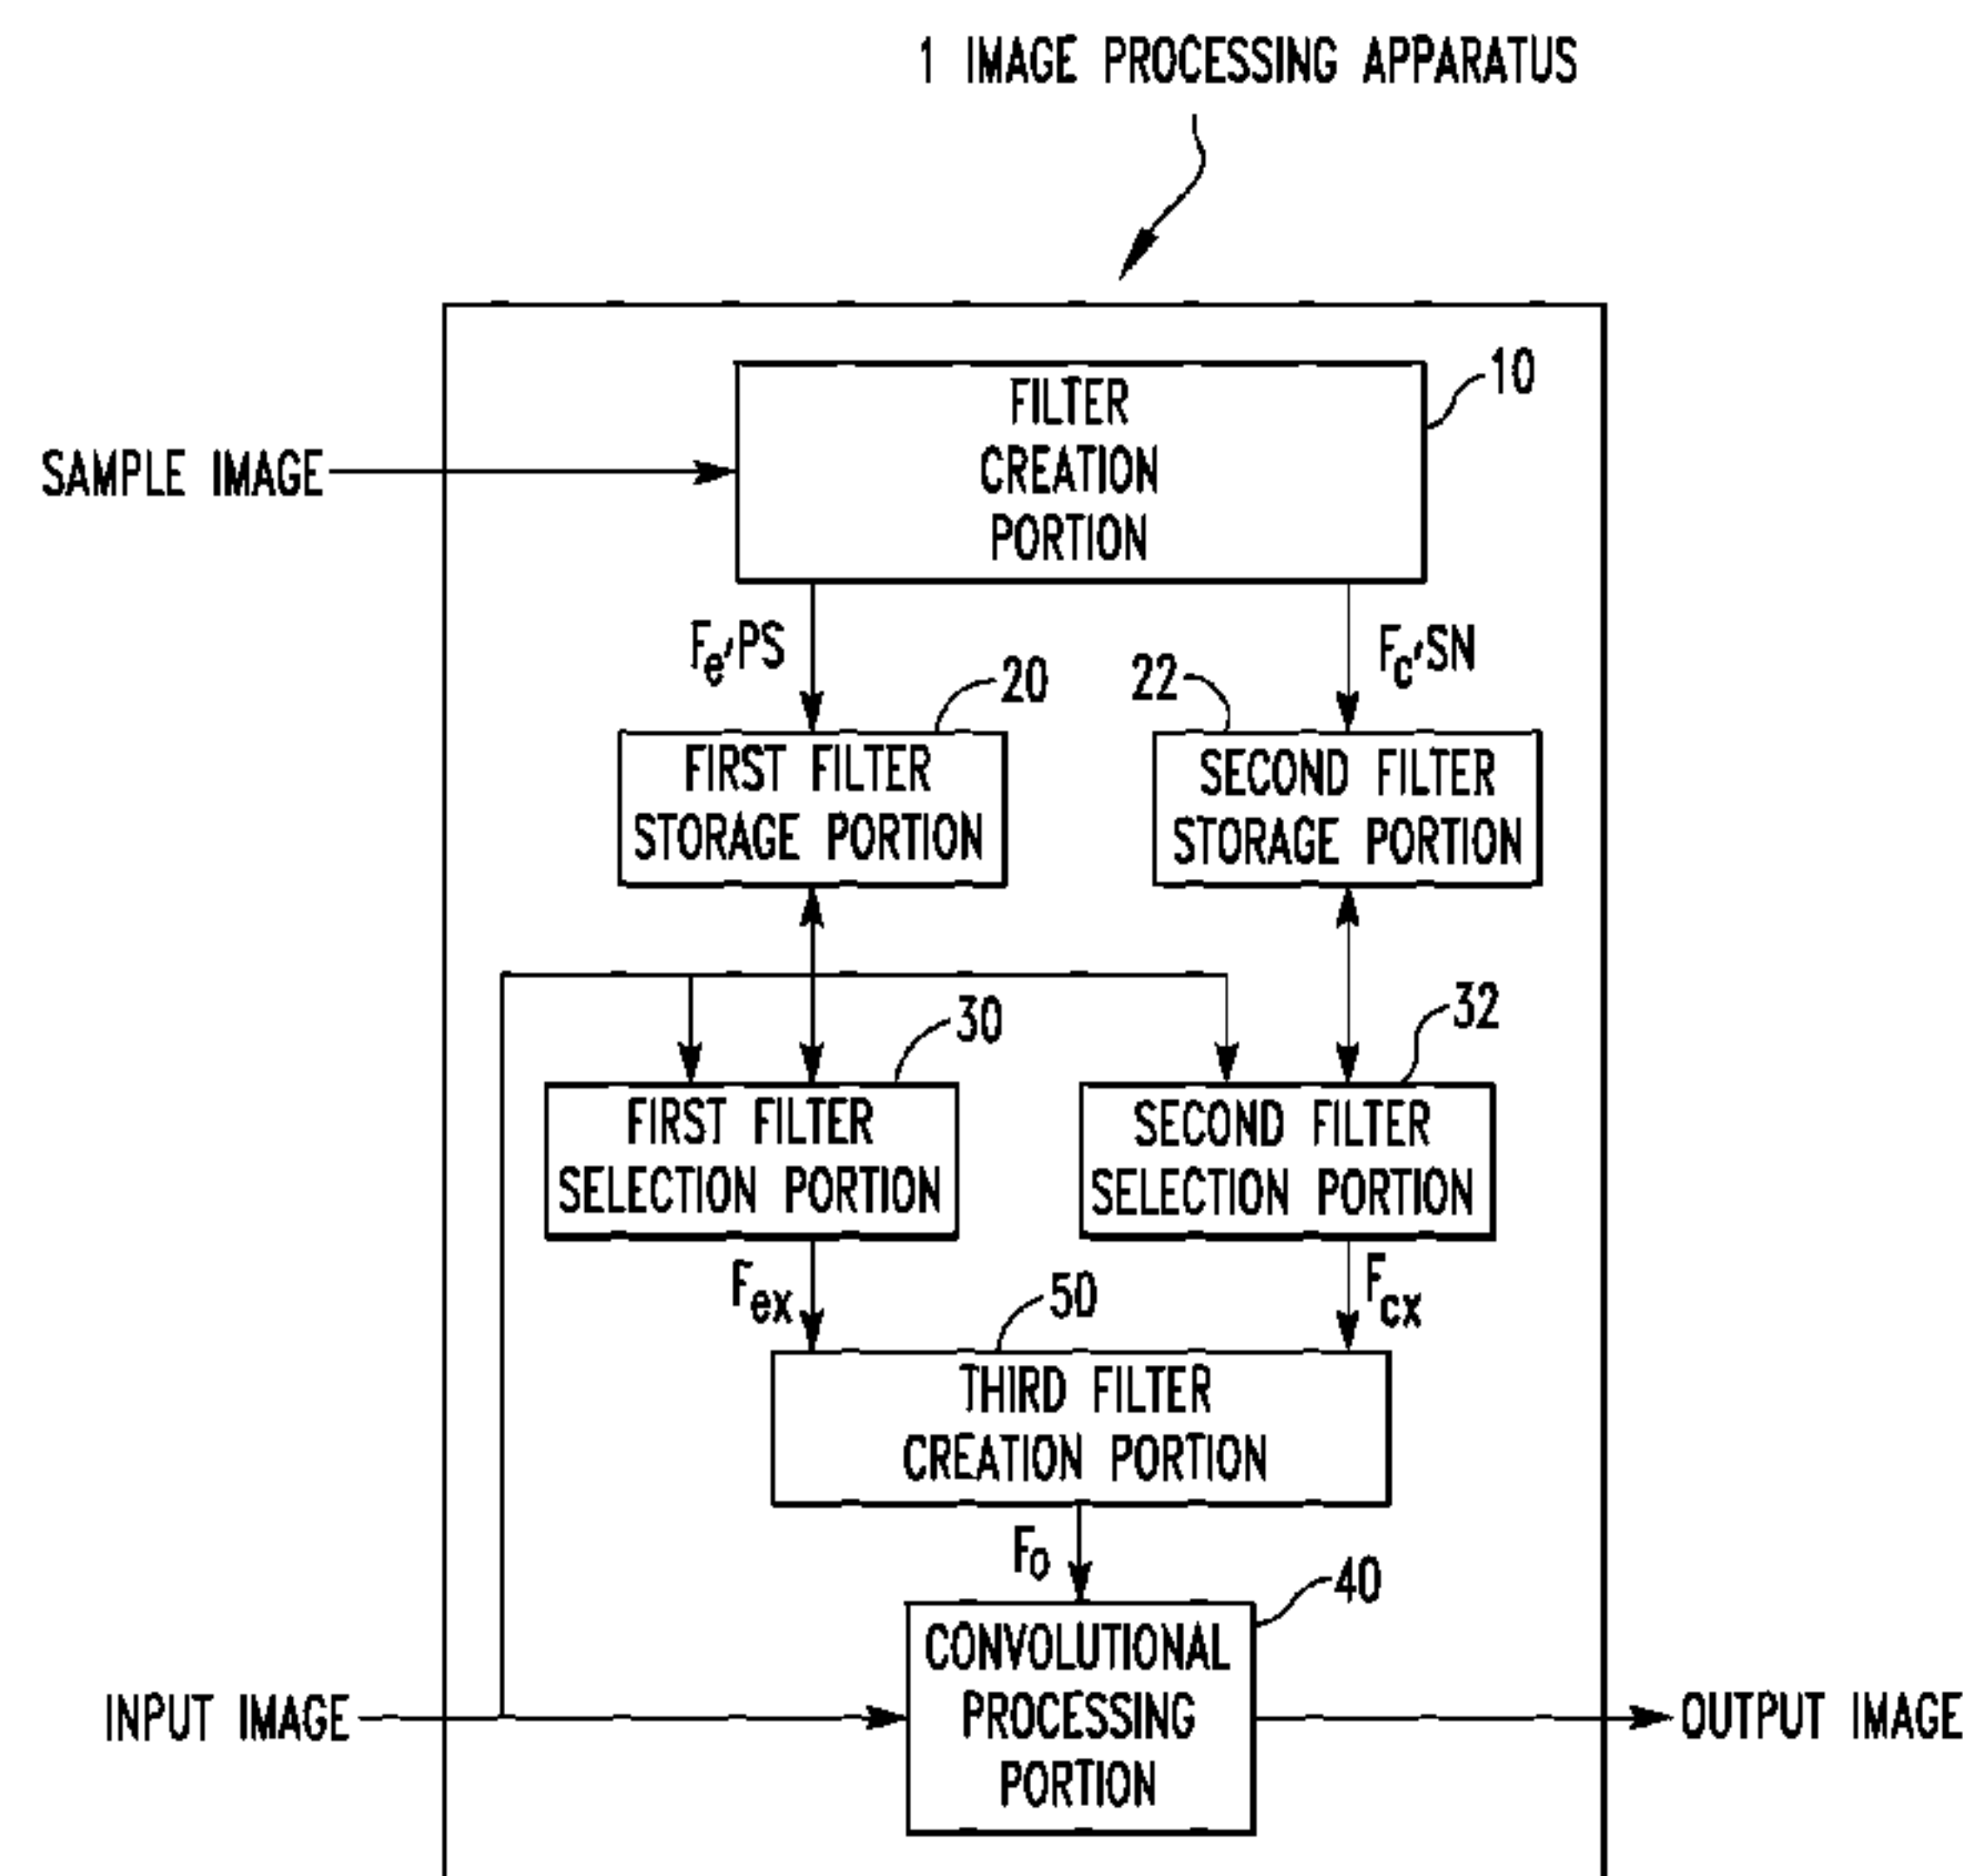 1 IMAGE PROCESSING APPARATUS
10
FILTER
CREATION
PORTION
SAMPLE IMAGE
Fe,PS
Fc,SN
20
22
FIRST FILTER
STORAGE PORTION
SECOND FILTER
STORAGE PORTION
30
32
FIRST FILTER
SELECTION PORTION
SECOND FILTER
SELECTION PORTION
Fex
Fcx
50
THIRD FILTER
CREATION PORTION
F0
40
CONVOLUTIONAL
PROCESSING
PORTION
INPUT IMAGE
OUTPUT IMAGE